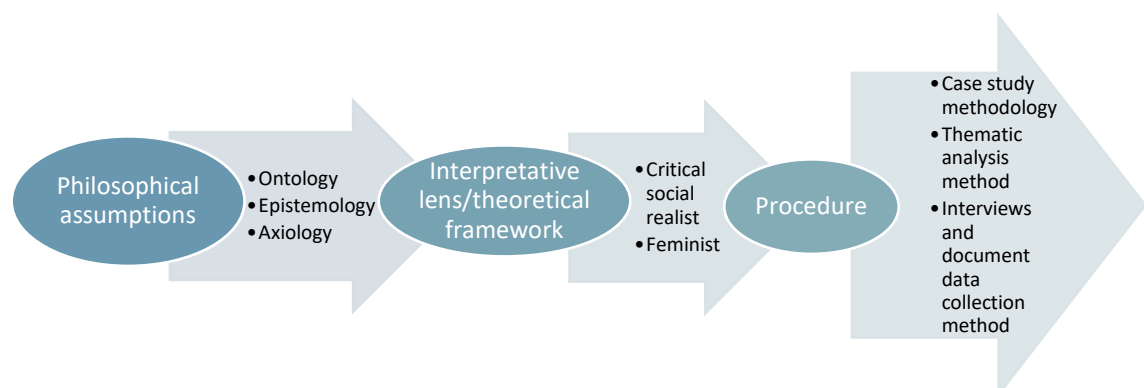 Philosophical
assumptions
•Ontology
•Epistemology
•Axiology
Interpretative
lens/theoretical
framework
•Critical
social
realist
•Feminist
Procedure
•Case study
methodology
•Thematic
analysis
method
•Interviews
and
document
data
collection
method